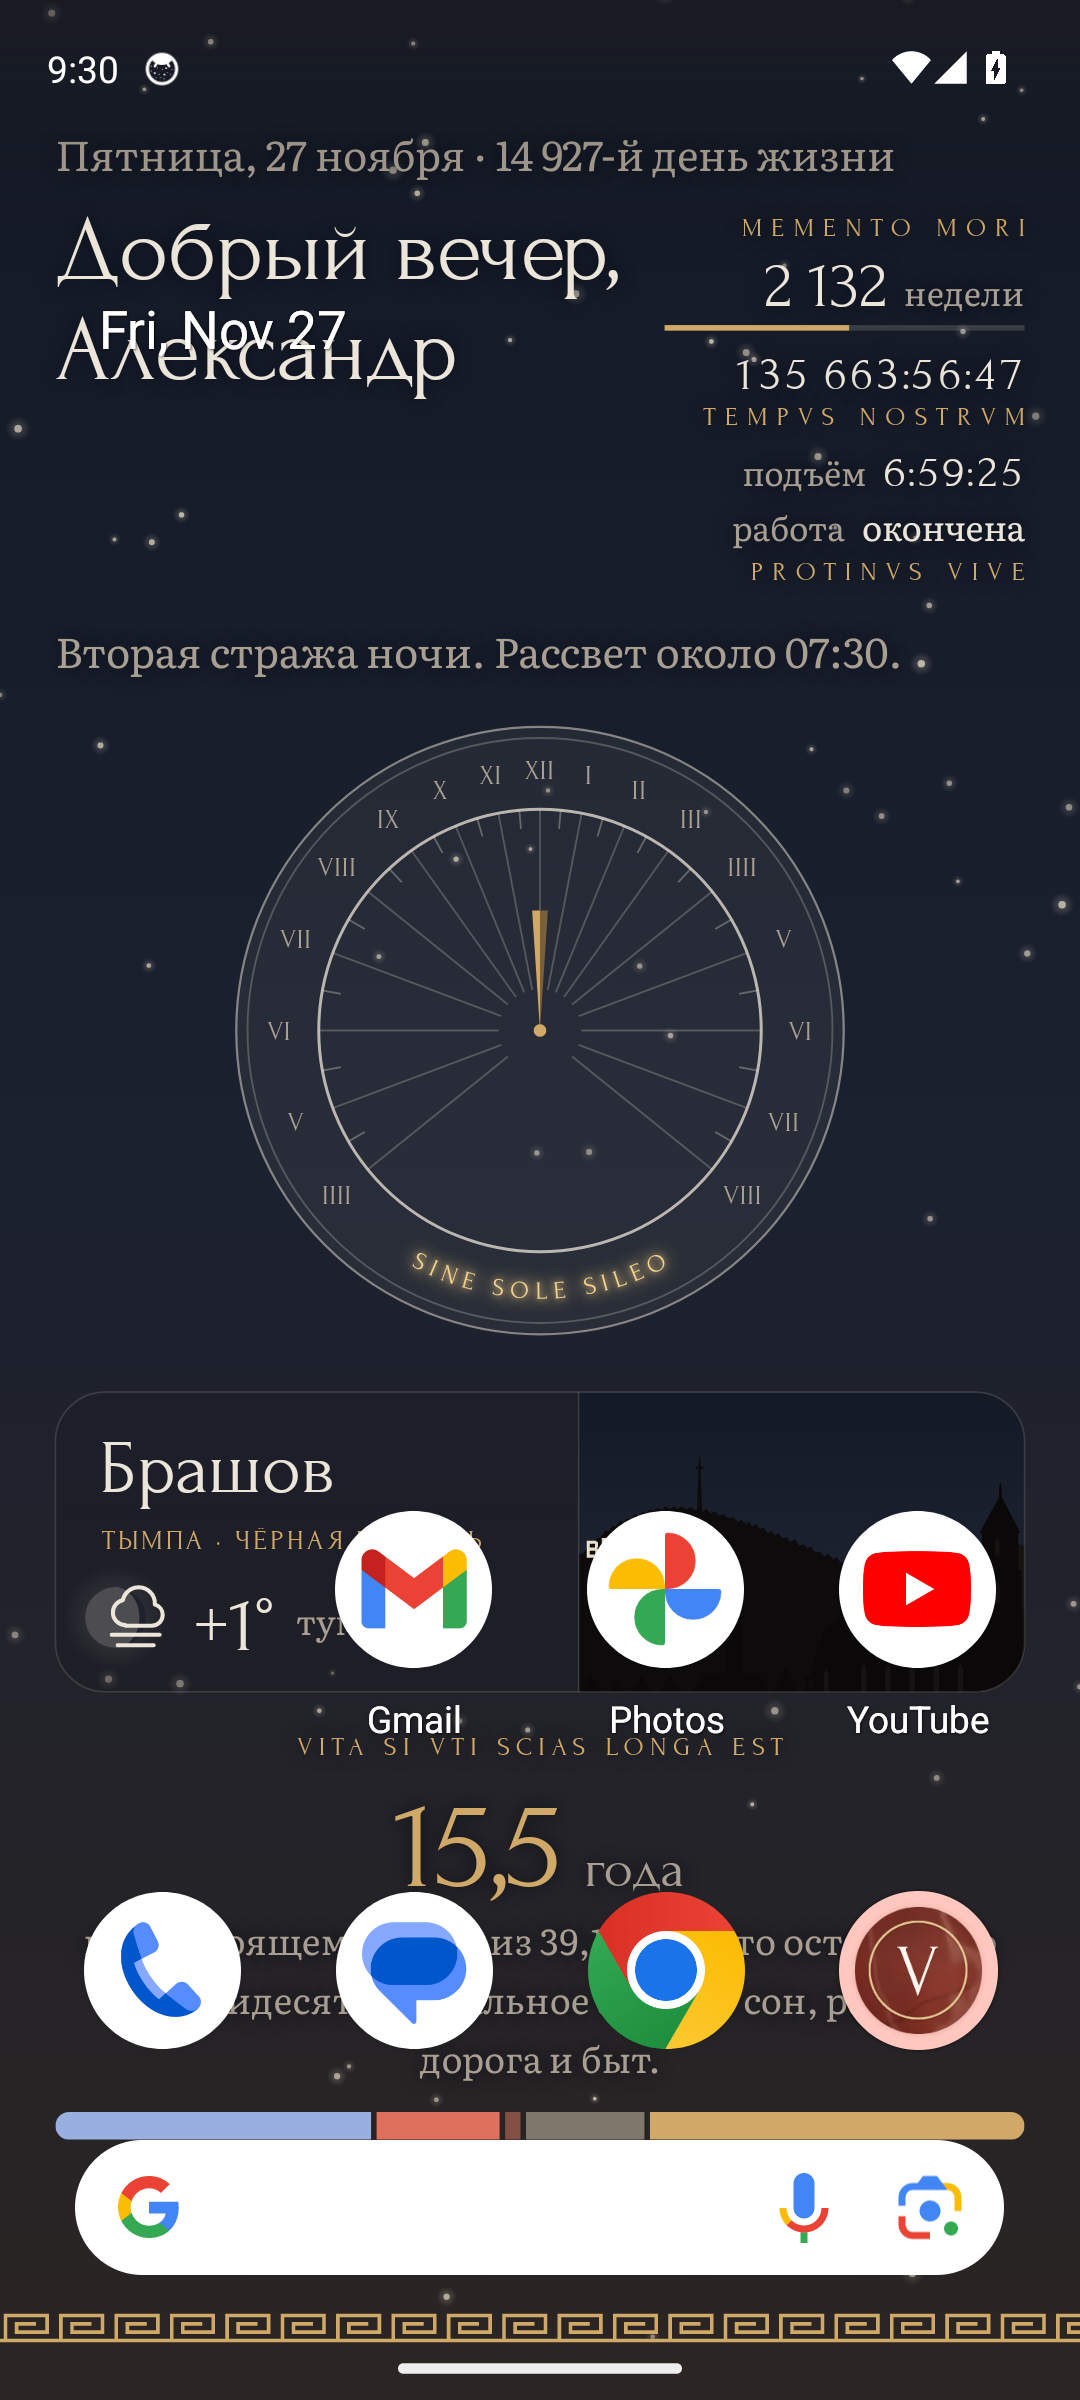 9:30
Пятница, 27 ноября · 14 927-й день жизни
Добрый вечер,
Александр
Fri, Nov 27
MEMENTO MORI
2 132 недели
135 663:56:47
TEMPVS NOSTRVM
подъём 6:59:25
работа окончена
PROTINVS VIVE
Вторая стража ночи. Рассвет около 07:30.
XII
XI I
X II
IX III
VIII IIII
VII V
VI VI
V VII
IIII VIII
SINE SOLE SILEO
Брашов
ТЫМПА · ЧЁРНАЯ
+1°
Gmail Photos YouTube
VITA SI VTI SCIAS LONGA EST
15,5 года
из 39,
сон,
V
дорога и быт.